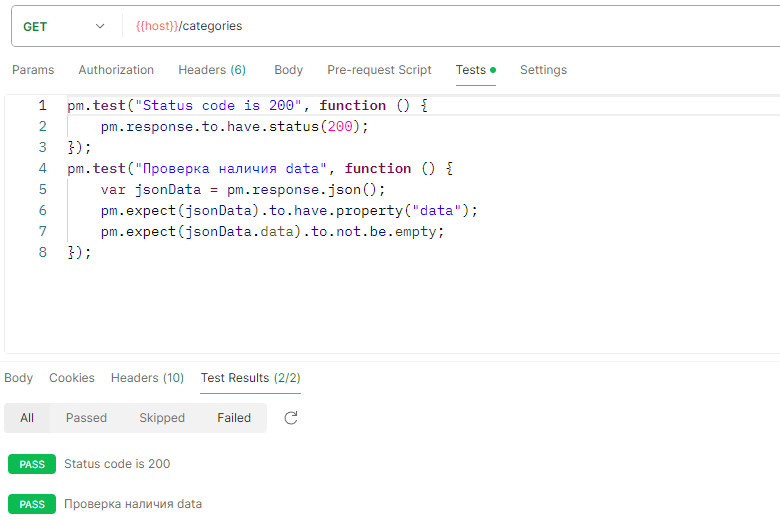 GET {{host}}/categories
Params Authorization Headers (6) Body Pre-request Script Tests Settings
1 pm.test("Status code is 200", function () {
2 pm.response.to.have.status(200);
3 });
4 pm.test("Проверка наличия data", function () {
5 var jsonData = pm.response.json();
6 pm.expect(jsonData).to.have.property("data");
7 pm.expect(jsonData.data).to.not.be.empty;
8 });
Body Cookies Headers (10) Test Results (2/2)
All Passed Skipped Failed
PASS Status code is 200
PASS Проверка наличия data